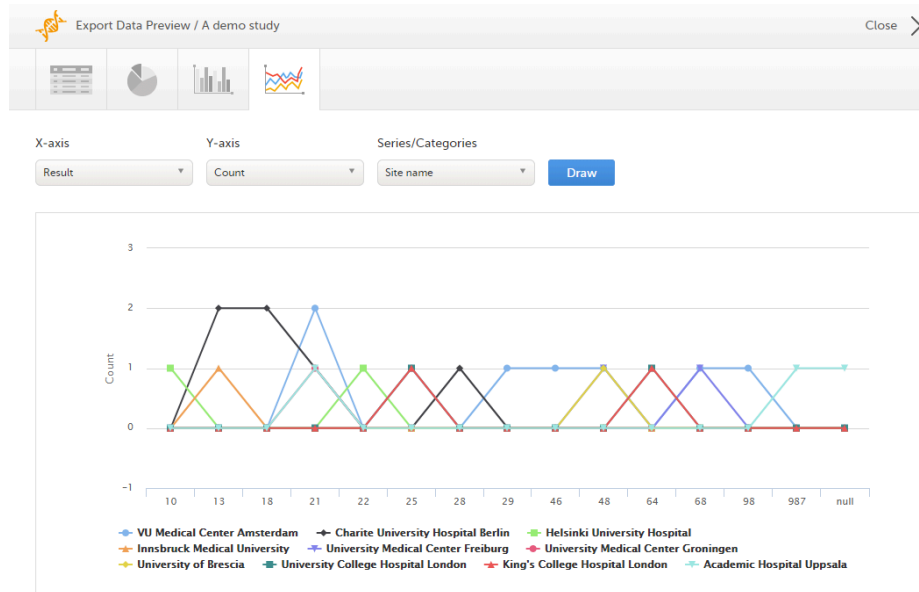 Export Data Preview / A demo study
Close
X-axis
Y-axis
Series/Categories
Result
Count
Site name
Draw
3
2
1
0
-1
Count
10 13 18 21 22 25 28 29 46 48 64 68 98 987 null
VU Medical Center Amsterdam Charite University Hospital Berlin Helsinki University Hospital
Innsbruck Medical University University Medical Center Freiburg University Medical Center Groningen
University of Brescia University College Hospital London King's College Hospital London Academic Hospital Uppsala